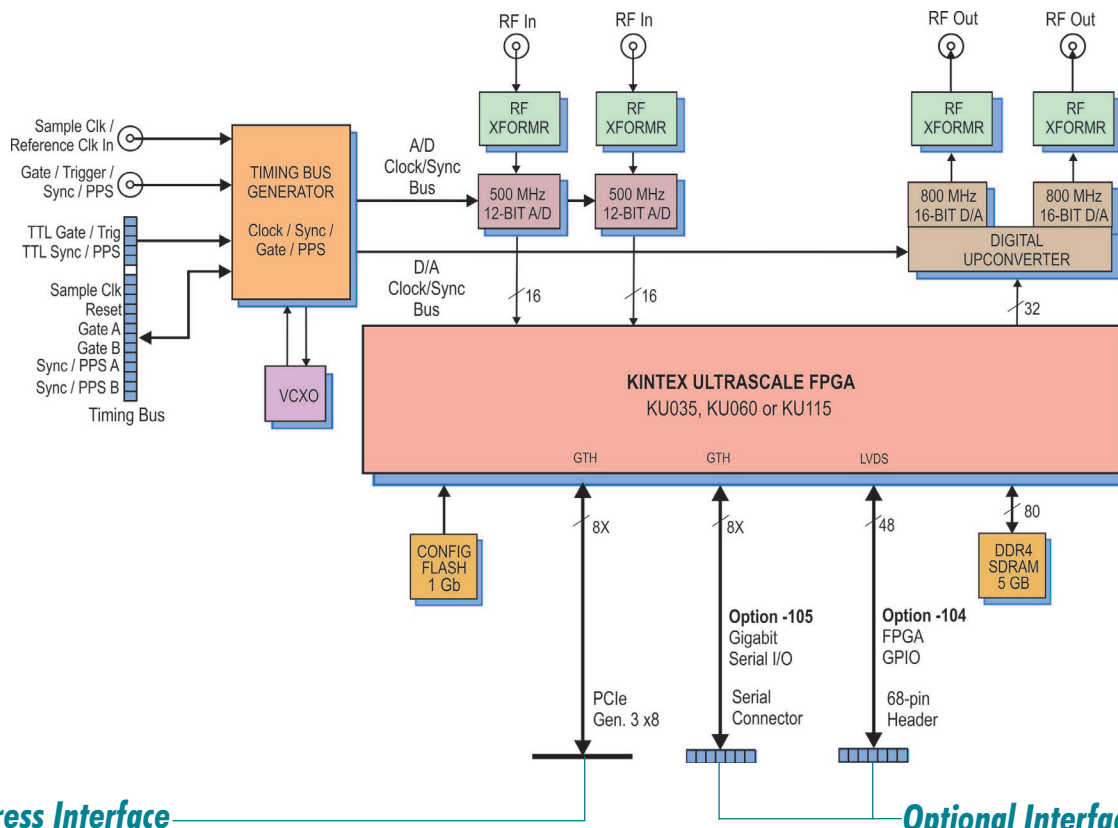 RF In
RF In
RF Out
RF Out
RF
XFORMR
RF
XFORMR
RF
XFORMR
RF
XFORMR
Sample Clk /
Reference Clk In
Gate / Trigger /
Sync / PPS
TTL Gate / Trig
TTL Sync / PPS
Sample Clk
Reset
Gate A
Gate B
Sync / PPS A
Sync / PPS B
Timing Bus
TIMING BUS
GENERATOR
Clock / Sync /
Gate / PPS
VCXO
A/D
Clock/Sync
Bus
D/A
Clock/Sync
Bus
500 MHz
12-BIT A/D
500 MHz
12-BIT A/D
800 MHz
16-BIT D/A
800 MHz
16-BIT D/A
DIGITAL
UPCONVERTER
16
16
32
KINTEX ULTRASCALE FPGA
KU035, KU060 or KU115
GTH
GTH
LVDS
8X
8X
48
80
CONFIG
FLASH
1 Gb
DDR4
SDRAM
5 GB
Option -105
Gigabit
Serial I/O
Serial
Connector
Option -104
FPGA
GPIO
68-pin
Header
PCIe
Gen. 3 x8
ress Interface
Optional Interfa